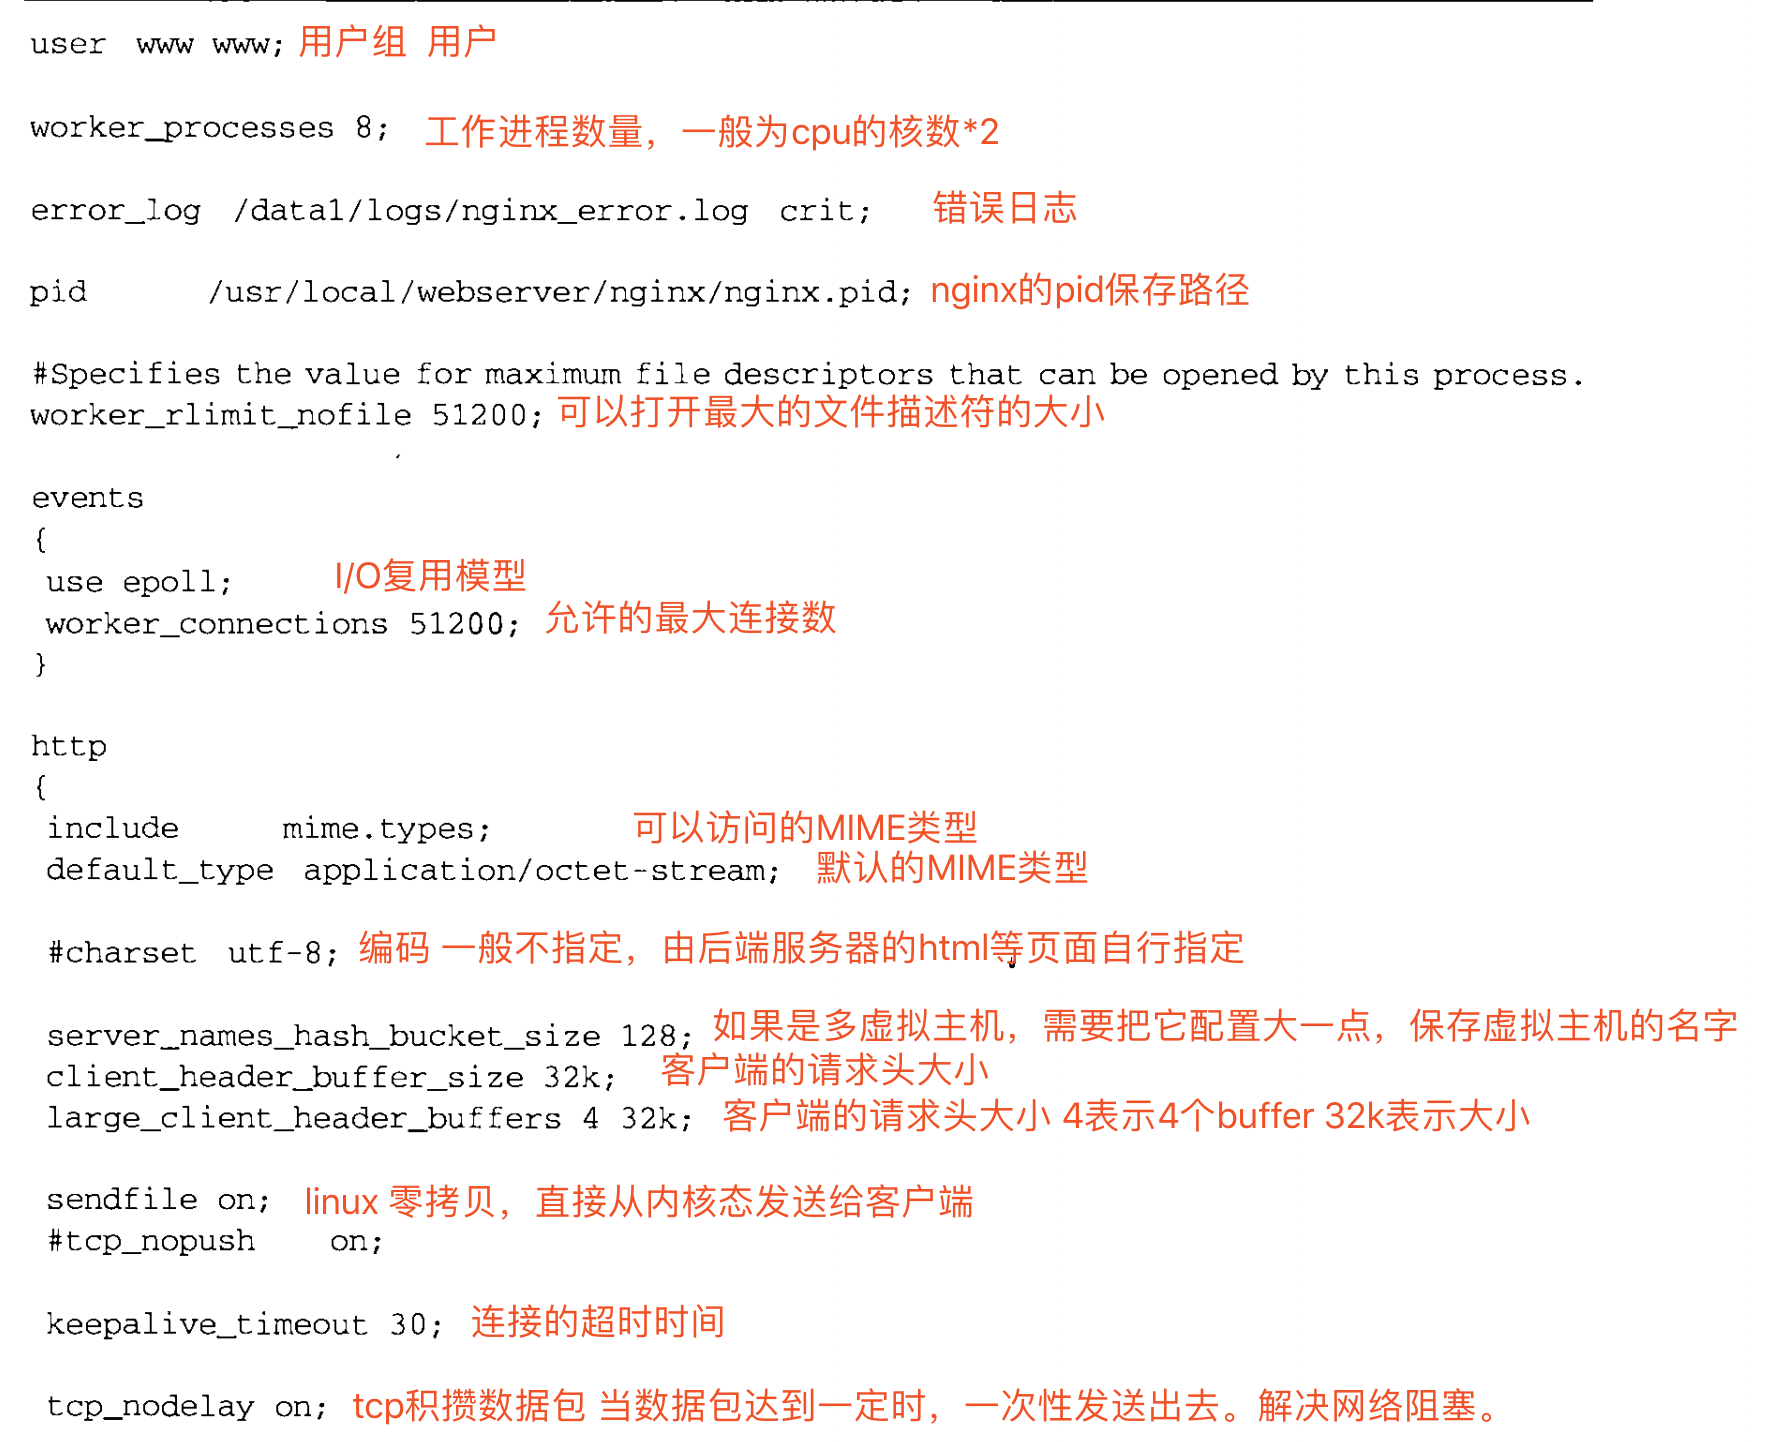 user www www; 用户组 用户
worker_processes 8; 工作进程数量，一般为cpu的核数*2
error_log /data1/logs/nginx_error.log crit; 错误日志
pid /usr/local/webserver/nginx/nginx.pid; nginx的pid保存路径
#Specifies the value for maximum file descriptors that can be opened by this process.
worker_rlimit_nofile 51200; 可以打开最大的文件描述符的大小
events
{
use epoll; I/O复用模型
worker_connections 51200; 允许的最大连接数
}
http
{
include mime.types; 可以访问的MIME类型
default_type application/octet-stream; 默认的MIME类型
#charset utf-8; 编码 一般不指定，由后端服务器的html等页面自行指定
server_names_hash_bucket_size 128; 如果是多虚拟主机，需要把它配置大一点，保存虚拟主机的名字
client_header_buffer_size 32k; 客户端的请求头大小
large_client_header_buffers 4 32k; 客户端的请求头大小 4表示4个buffer 32k表示大小
sendfile on; linux 零拷贝，直接从内核态发送给客户端
#tcp_nopush on;
keepalive_timeout 30; 连接的超时时间
tcp_nodelay on; tcp积攒数据包 当数据包达到一定时，一次性发送出去。解决网络阻塞。